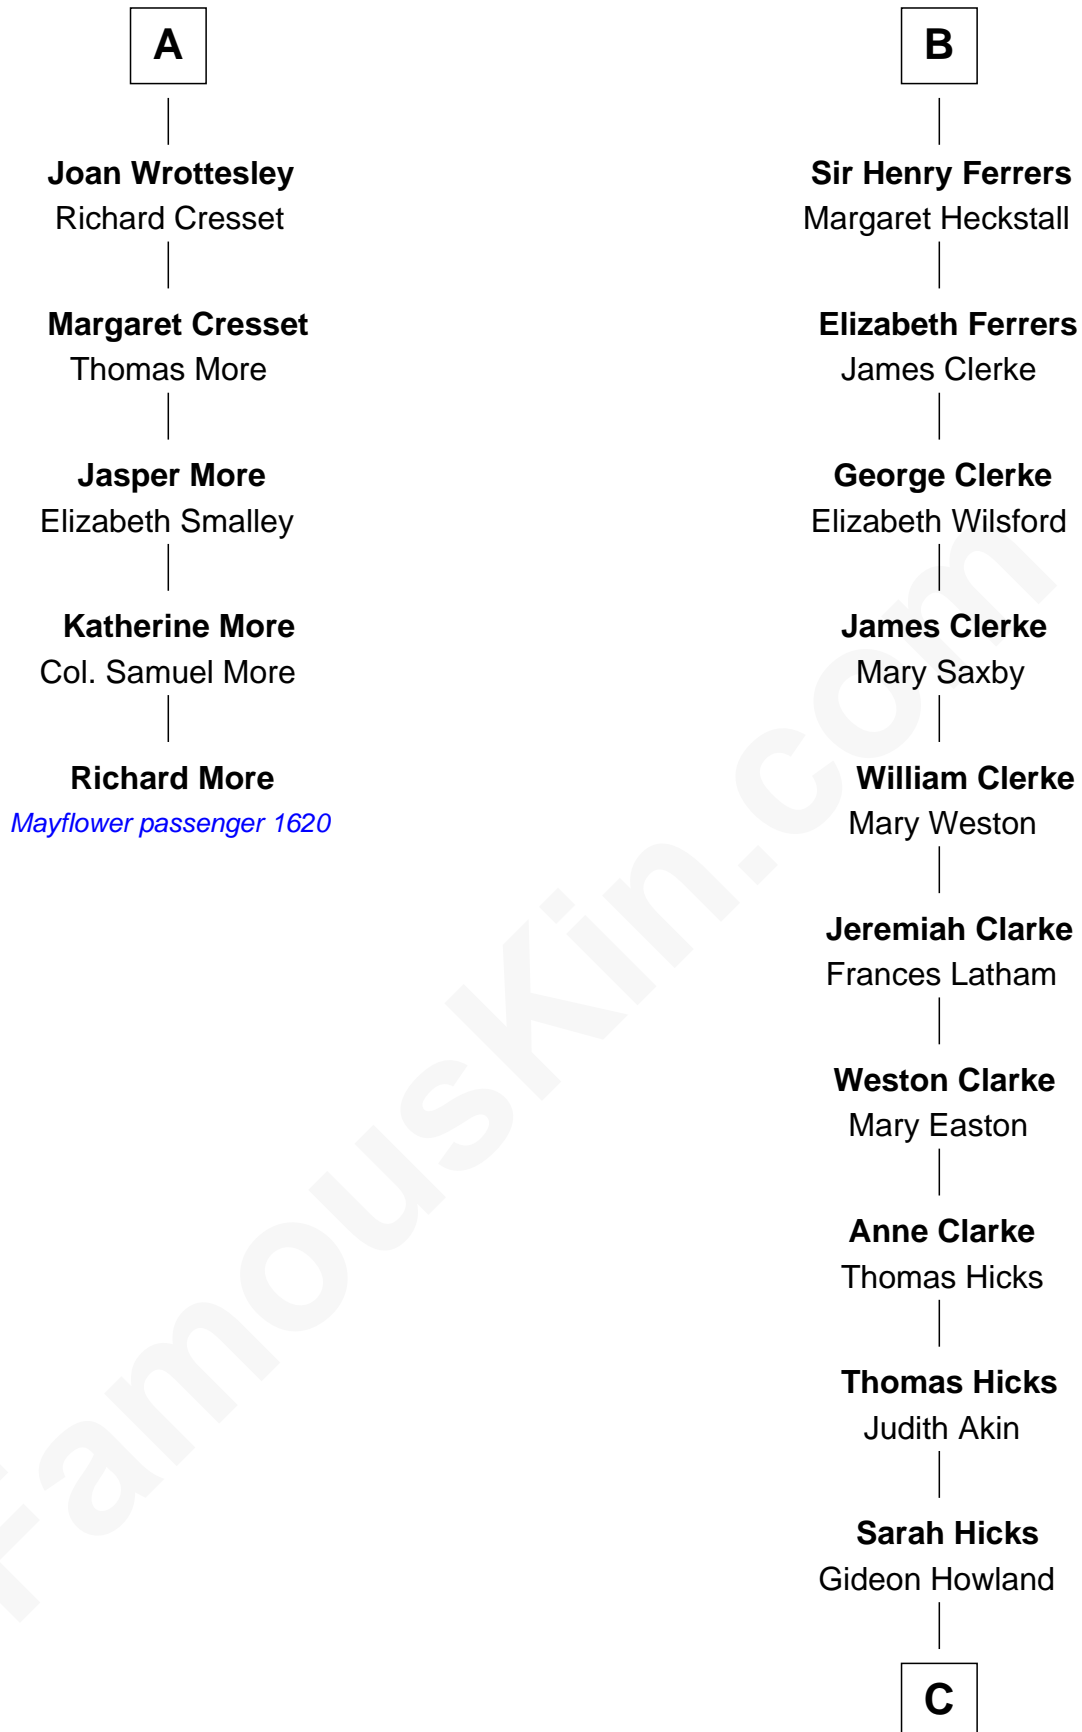 A
Joan Wrottesley
Richard Cresset
Margaret Cresset
Thomas More
Jasper More
Elizabeth Smalley
Katherine More
Col. Samuel More
Richard More
Mayflower passenger 1620
B
Sir Henry Ferrers
Margaret Heckstall
Elizabeth Ferrers
James Clerke
George Clerke
Elizabeth Wilsford
James Clerke
Mary Saxby
William Clerke
Mary Weston
Jeremiah Clarke
Frances Latham
Weston Clarke
Mary Easton
Anne Clarke
Thomas Hicks
Thomas Hicks
Judith Akin
Sarah Hicks
Gideon Howland
C
FamousKin.com